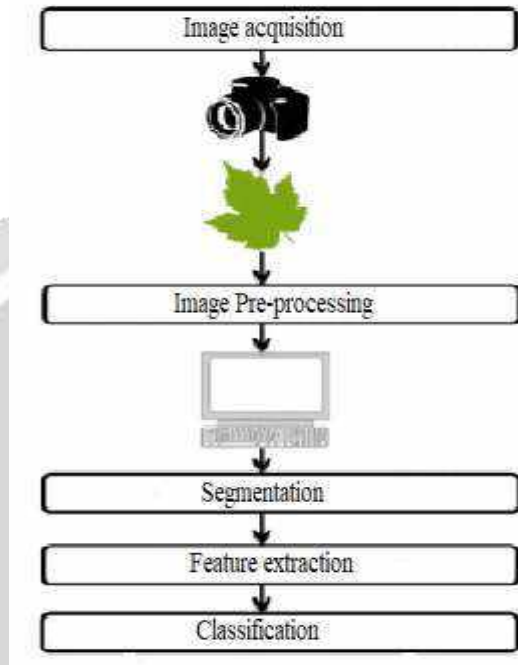 Image acquisition
Image Pre-processing
Segmentation
Feature extraction
Classification